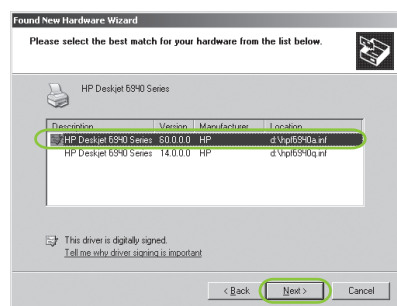 Found New Hardware Wizard
Please select the best match for your hardware from the list below.
HP Deskjet 6940 Series
Description Version Manufacturer Location
HP Deskjet 6940 Series 60.0.0.0 HP d:\hpf6940a.inf
HP Deskjet 6940 Series 14.0.0.0 HP d:\hpf6940q.inf
This driver is digitally signed.
Tell me why driver signing is important
< Back Next > Cancel